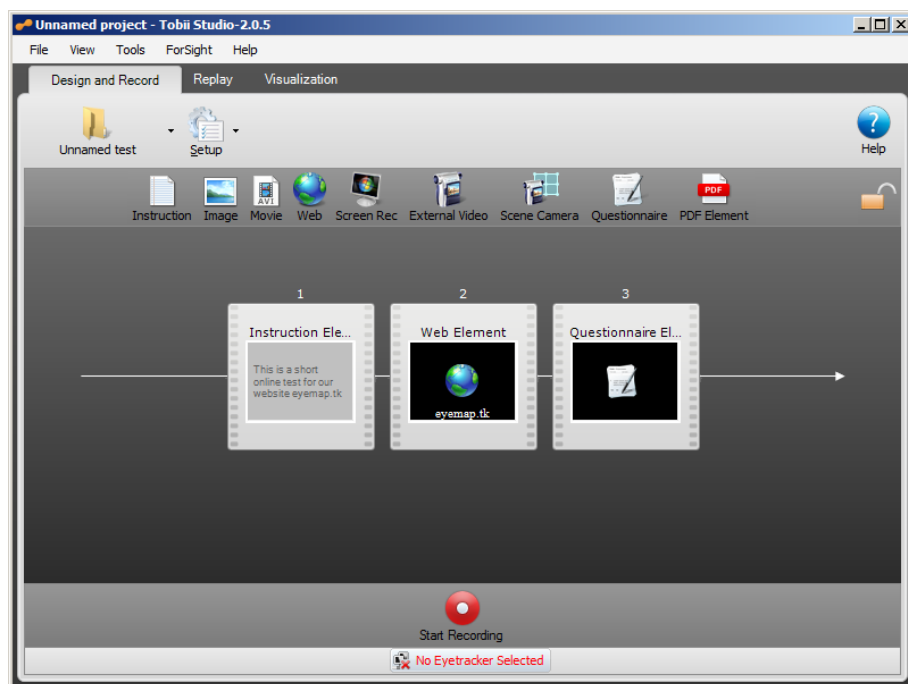 Unnamed project - Tobii Studio-2.0.5
File View Tools ForSight Help
Design and Record Replay Visualization
Unnamed test Setup Help
AVI PDF
Instruction Image Movie Web Screen Rec External Video Scene Camera Questionnaire PDF Element
1 2 3
Instruction Ele... Web Element Questionnaire El...
This is a short
online test for our
website eyemap.tk
eyemap.tk
Start Recording
No Eyetracker Selected